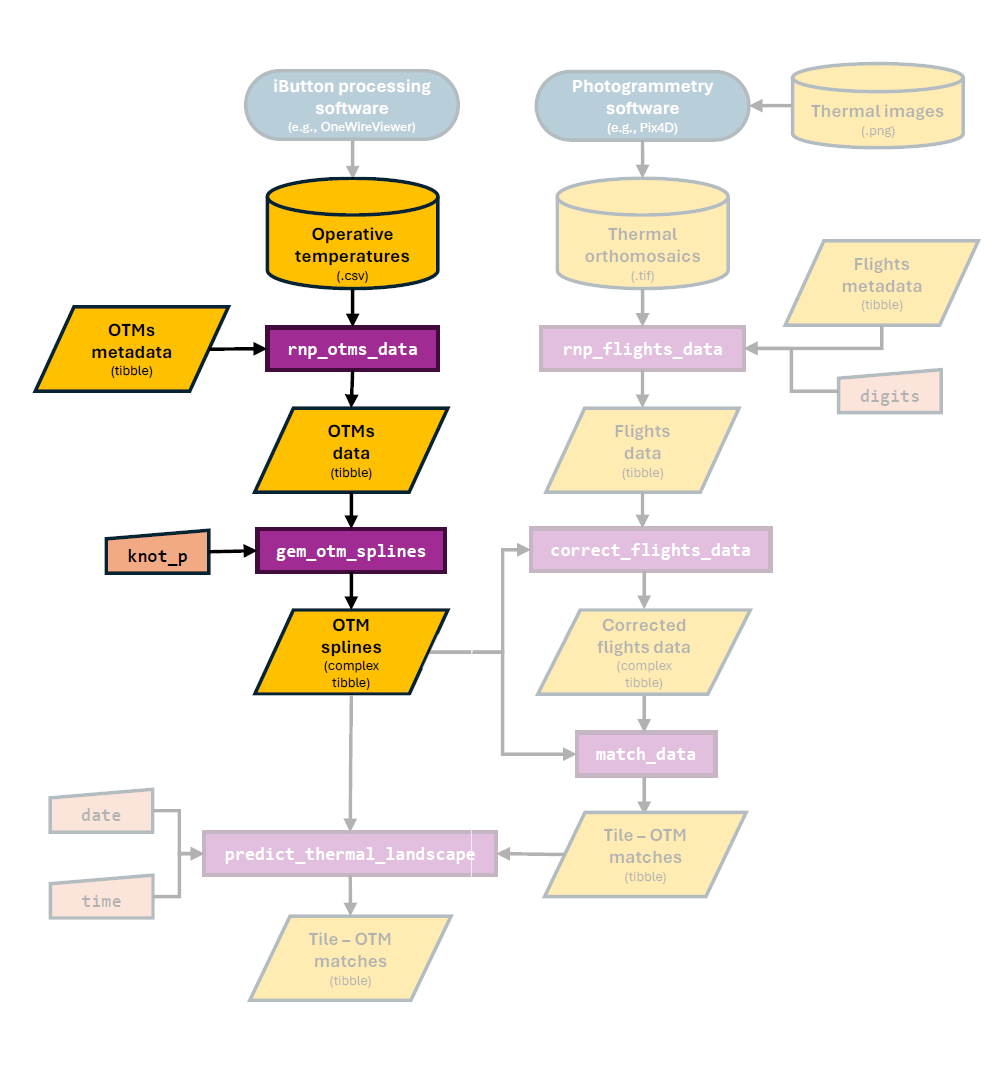 iButton processing
software
(e.g., OneWireViewer)
Photogrammetry
software
(e.g., Pix4D)
Thermal images
(.png)
Operative
temperatures
(.csv)
Thermal
orthomosaics
(.tif)
Flights
metadata
(tibble)
OTMs
metadata
(tibble)
rnp_otms_data
rnp_flights_data
digits
OTMs
data
(tibble)
Flights
data
(tibble)
knot_p
gem_otm_splines
correct_flights_data
OTM
splines
(complex
tibble)
Corrected
flights data
(complex
tibble)
match_data
date
time
predict_thermal_landscape
Tile – OTM
matches
(tibble)
Tile – OTM
matches
(tibble)